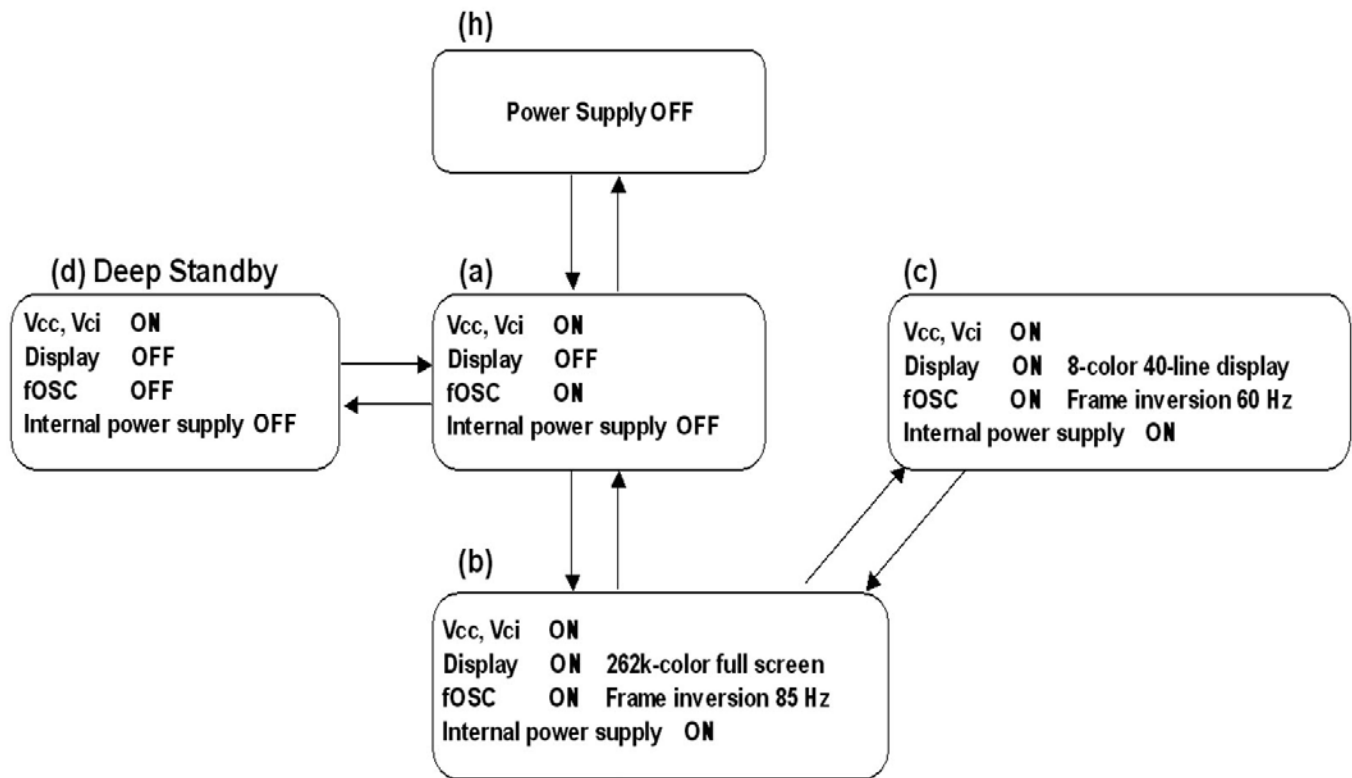 (h)
Power Supply OFF
(d) Deep Standby
Vcc, Vci ON
Display OFF
fOSC OFF
Internal power supply OFF
(a)
Vcc, Vci ON
Display OFF
fOSC ON
Internal power supply OFF
(c)
Vcc, Vci ON
Display ON 8-color 40-line display
fOSC ON Frame inversion 60 Hz
Internal power supply ON
(b)
Vcc, Vci ON
Display ON 262k-color full screen
fOSC ON Frame inversion 85 Hz
Internal power supply ON